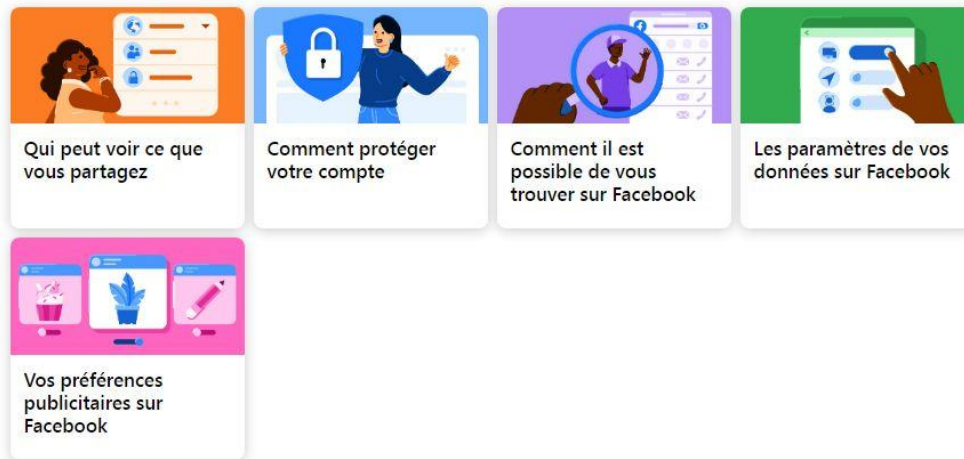 Qui peut voir ce que
vous partagez
Comment protéger
votre compte
Comment il est
possible de vous
trouver sur Facebook
Les paramètres de vos
données sur Facebook
Vos préférences
publicitaires sur
Facebook